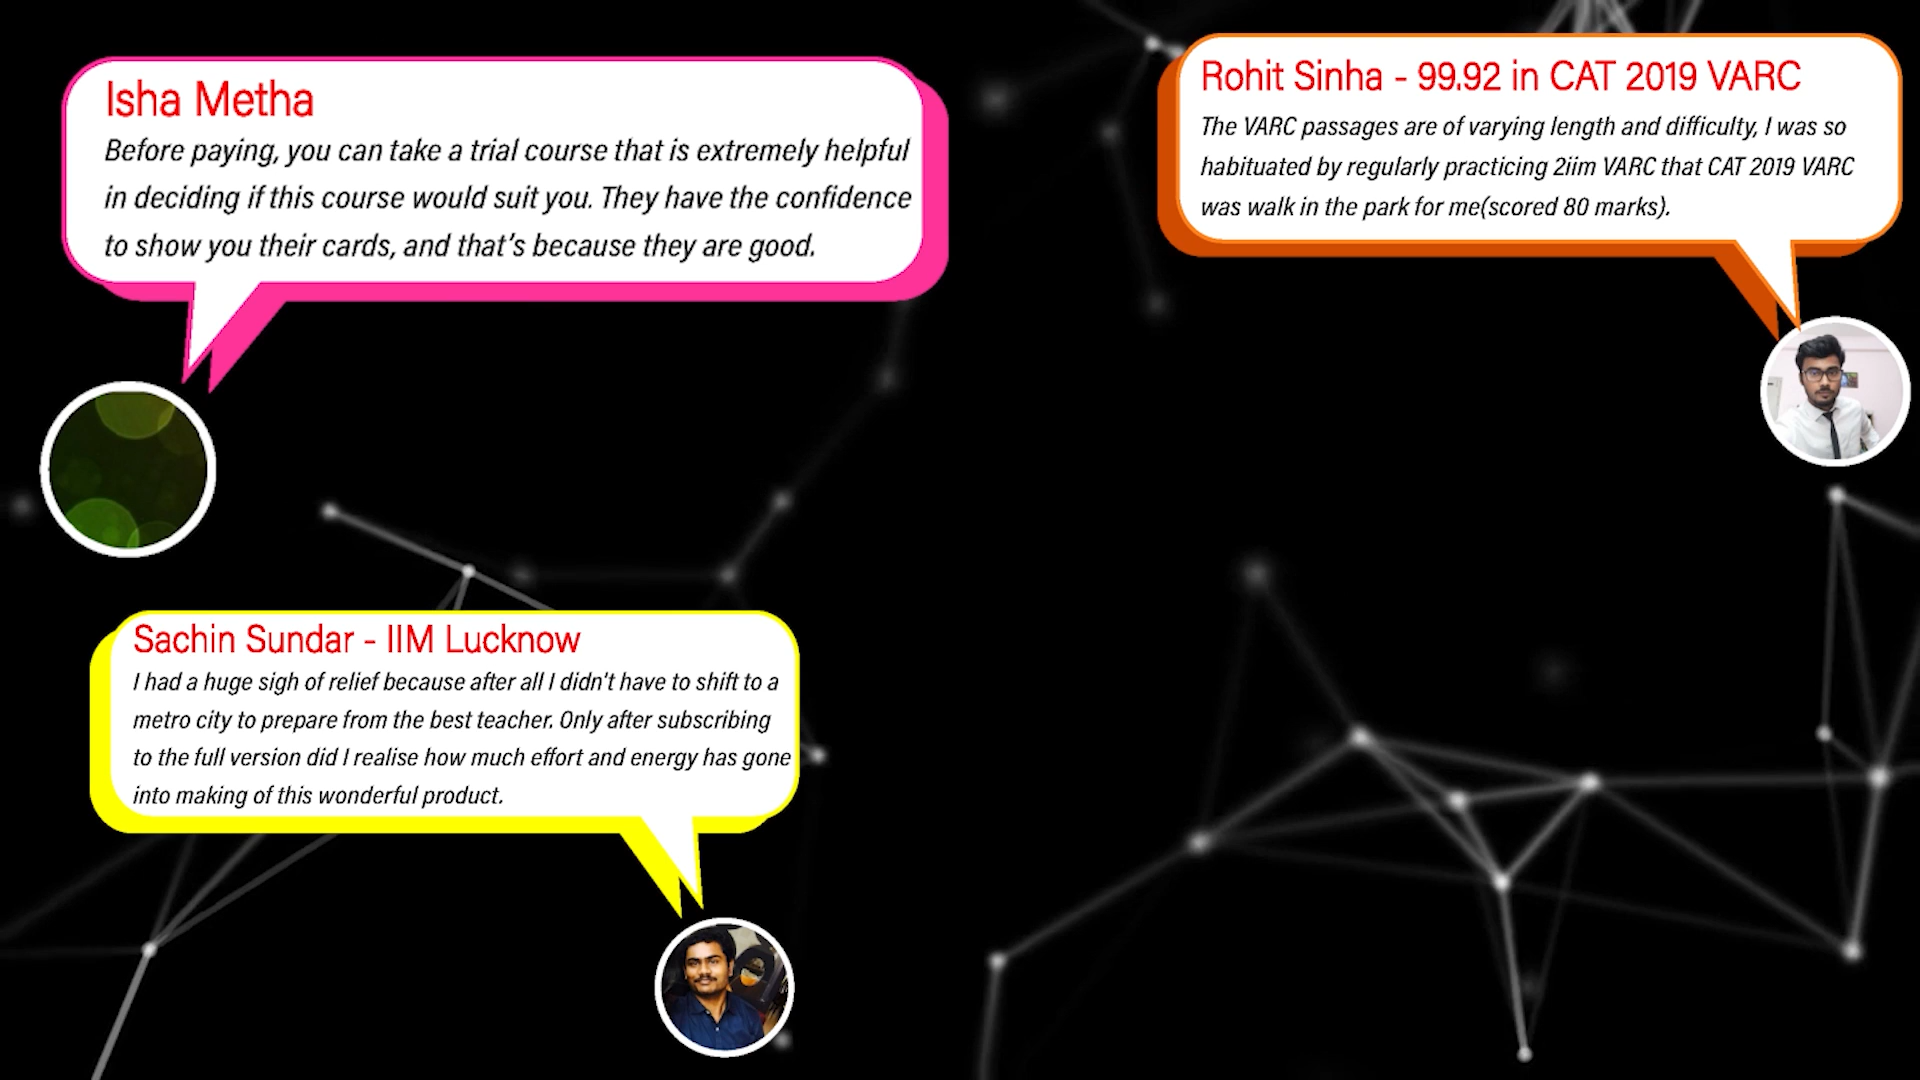 Isha Metha
Before paying, you can take a trial course that is extremely helpful
in deciding if this course would suit you. They have the confidence
to show you their cards, and that's because they are good.
Rohit Sinha - 99.92 in CAT 2019 VARC
The VARC passages are of varying length and difficulty, I was so
habituated by regularly practicing 2iim VARC that CAT 2019 VARC
was walk in the park for me(scored 80 marks).
Sachin Sundar - IIM Lucknow
I had a huge sigh of relief because after all I didn't have to shift to a
metro city to prepare from the best teacher. Only after subscribing
to the full version did I realise how much effort and energy has gone
into making of this wonderful product.